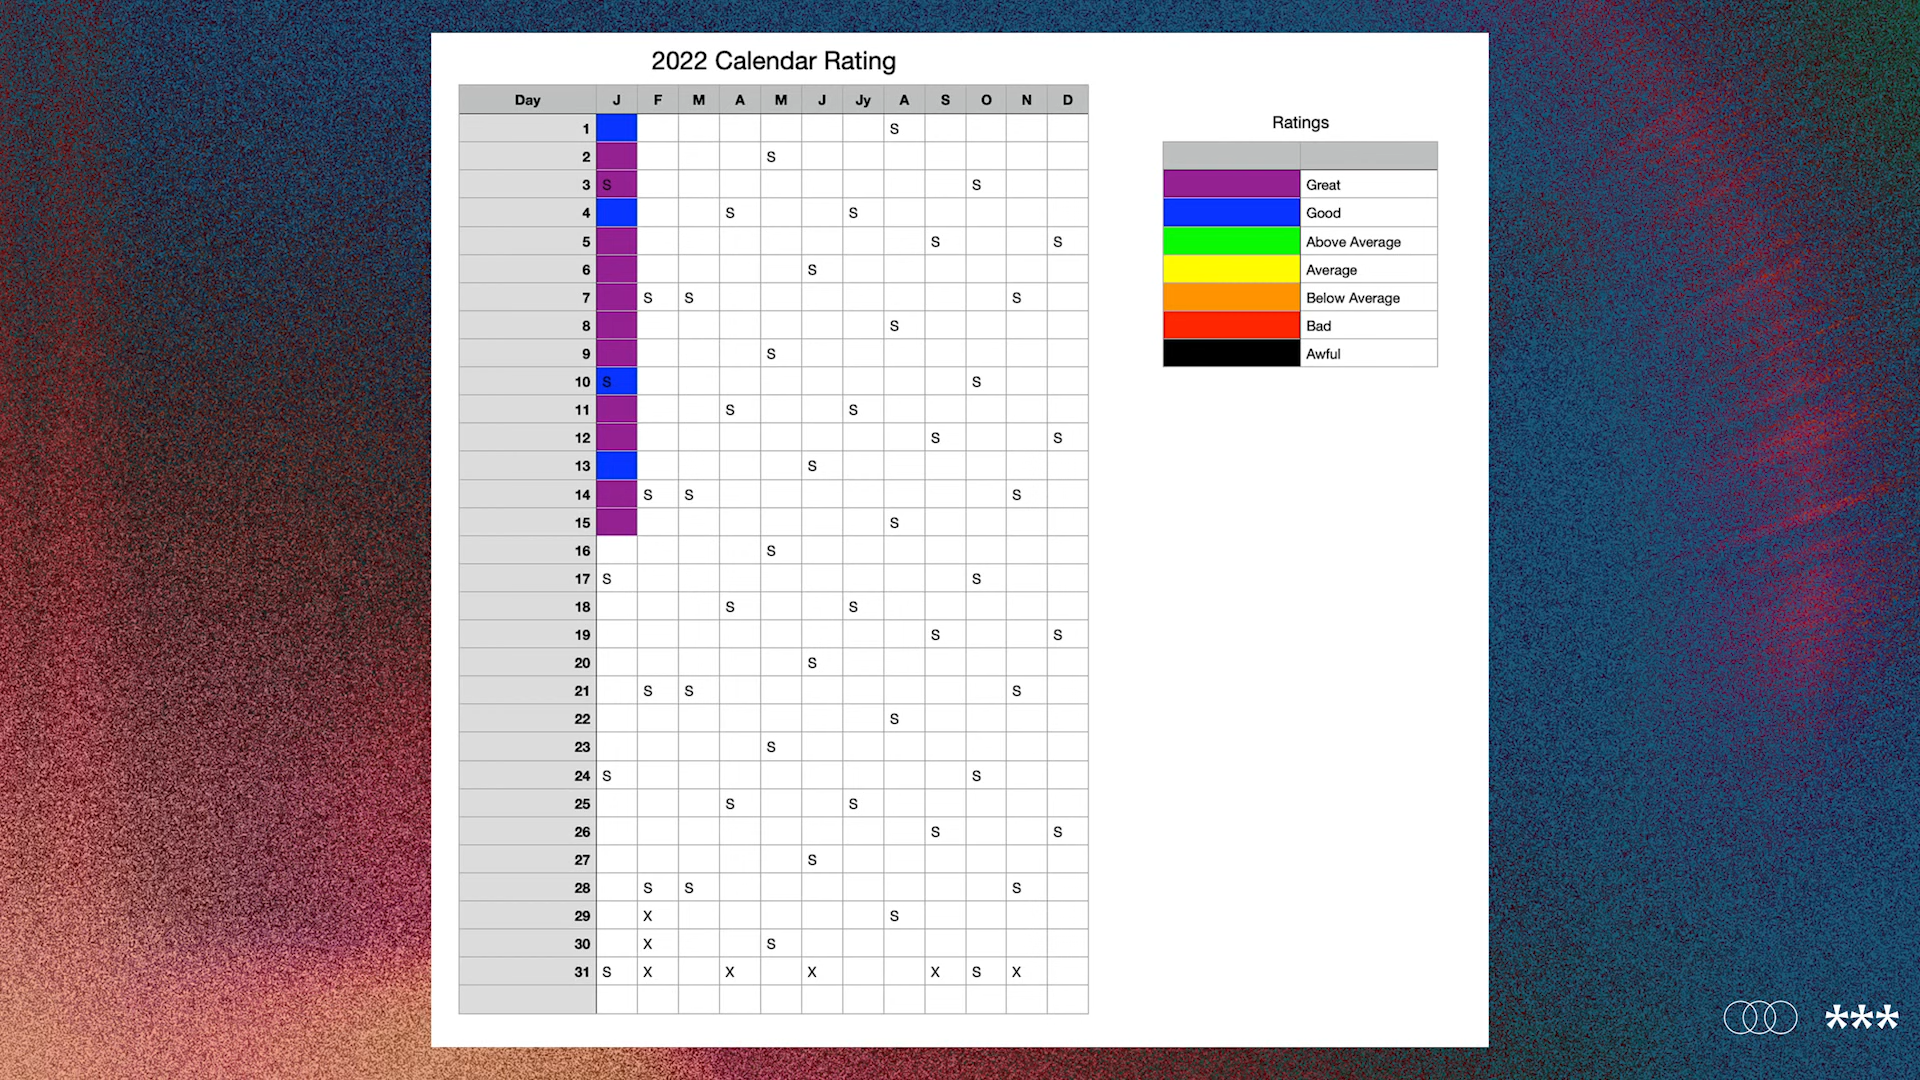 2022 Calendar Rating
Day J F M A M J Jy A S O N D
1 S
2 S
3 S S
4 S S
5 S S
6 S
7 S S S
8 S
9 S
10 S S
11 S S
12 S S
13 S
14 S S S
15 S
16 S
17 S S
18 S S
19 S S
20 S
21 S S S
22 S
23 S
24 S S
25 S S
26 S S
27 S
28 S S S
29 X S
30 X S
31 S X X X X S X
Ratings
Great
Good
Above Average
Average
Below Average
Bad
Awful
***